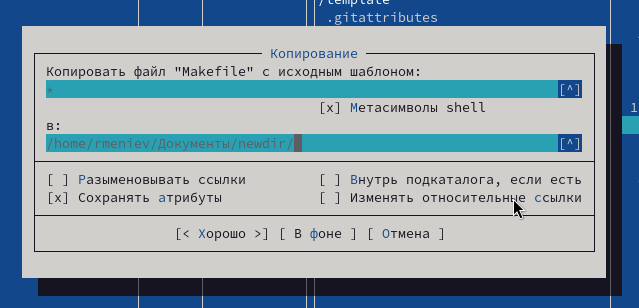 /template
.gitattributes
Копирование
Копировать файл "Makefile" с исходным шаблоном:
* [^]
[x] Метасимволы shell
1
в:
/home/rmeniev/Документы/newdir/ [^]
[ ] Разыменовывать ссылки [ ] Внутрь подкаталога, если есть
[x] Сохранять атрибуты [ ] Изменять относительные ссылки
[< Хорошо >] [ В фоне ] [ Отмена ]